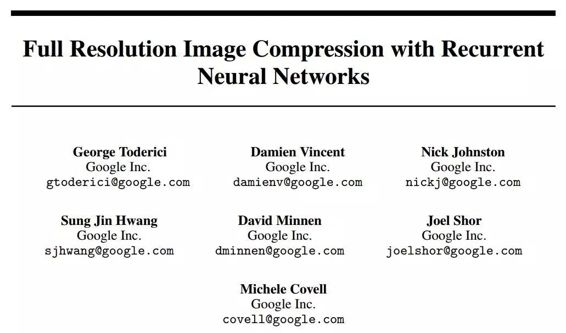 Full Resolution Image Compression with Recurrent
Neural Networks
George Toderici
Google Inc.
gtoderici@google.com
Damien Vincent
Google Inc.
damienv@google.com
Nick Johnston
Google Inc.
nickj@google.com
Sung Jin Hwang
Google Inc.
sjhwang@google.com
David Minnen
Google Inc.
dminnen@google.com
Joel Shor
Google Inc.
joelshor@google.com
Michele Covell
Google Inc.
covell@google.com